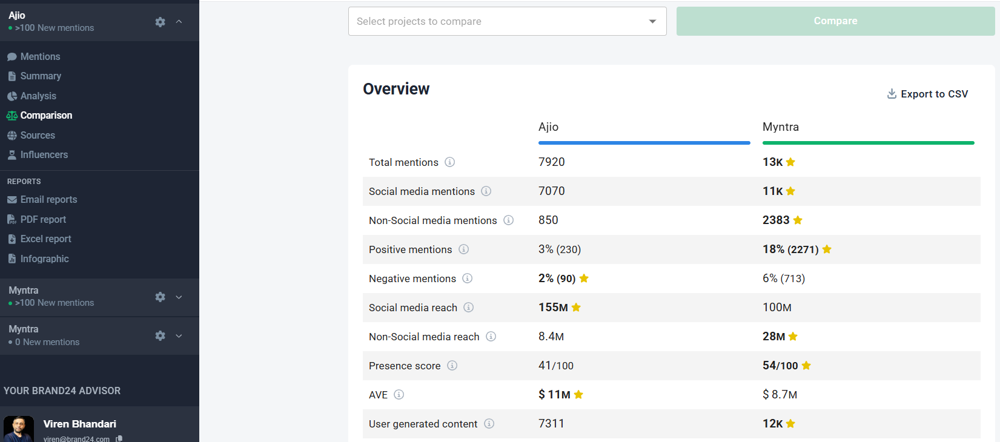 Ajio
>100 New mentions
Mentions
Summary
Analysis
Comparison
Sources
Influencers
REPORTS
Email reports
PDF report
Excel report
Infographic
Myntra
>100 New mentions
Myntra
0 New mentions
YOUR BRAND24 ADVISOR
Viren Bhandari
viren@brand24.com
Select projects to compare
Compare
Overview
Export to CSV
Ajio Myntra
Total mentions 7920 13K
Social media mentions 7070 11K
Non-Social media mentions 850 2383
Positive mentions 3% (230) 18% (2271)
Negative mentions 2% (90) 6% (713)
Social media reach 155M 100M
Non-Social media reach 8.4M 28M
Presence score 41/100 54/100
AVE $ 11M $ 8.7M
User generated content 7311 12K